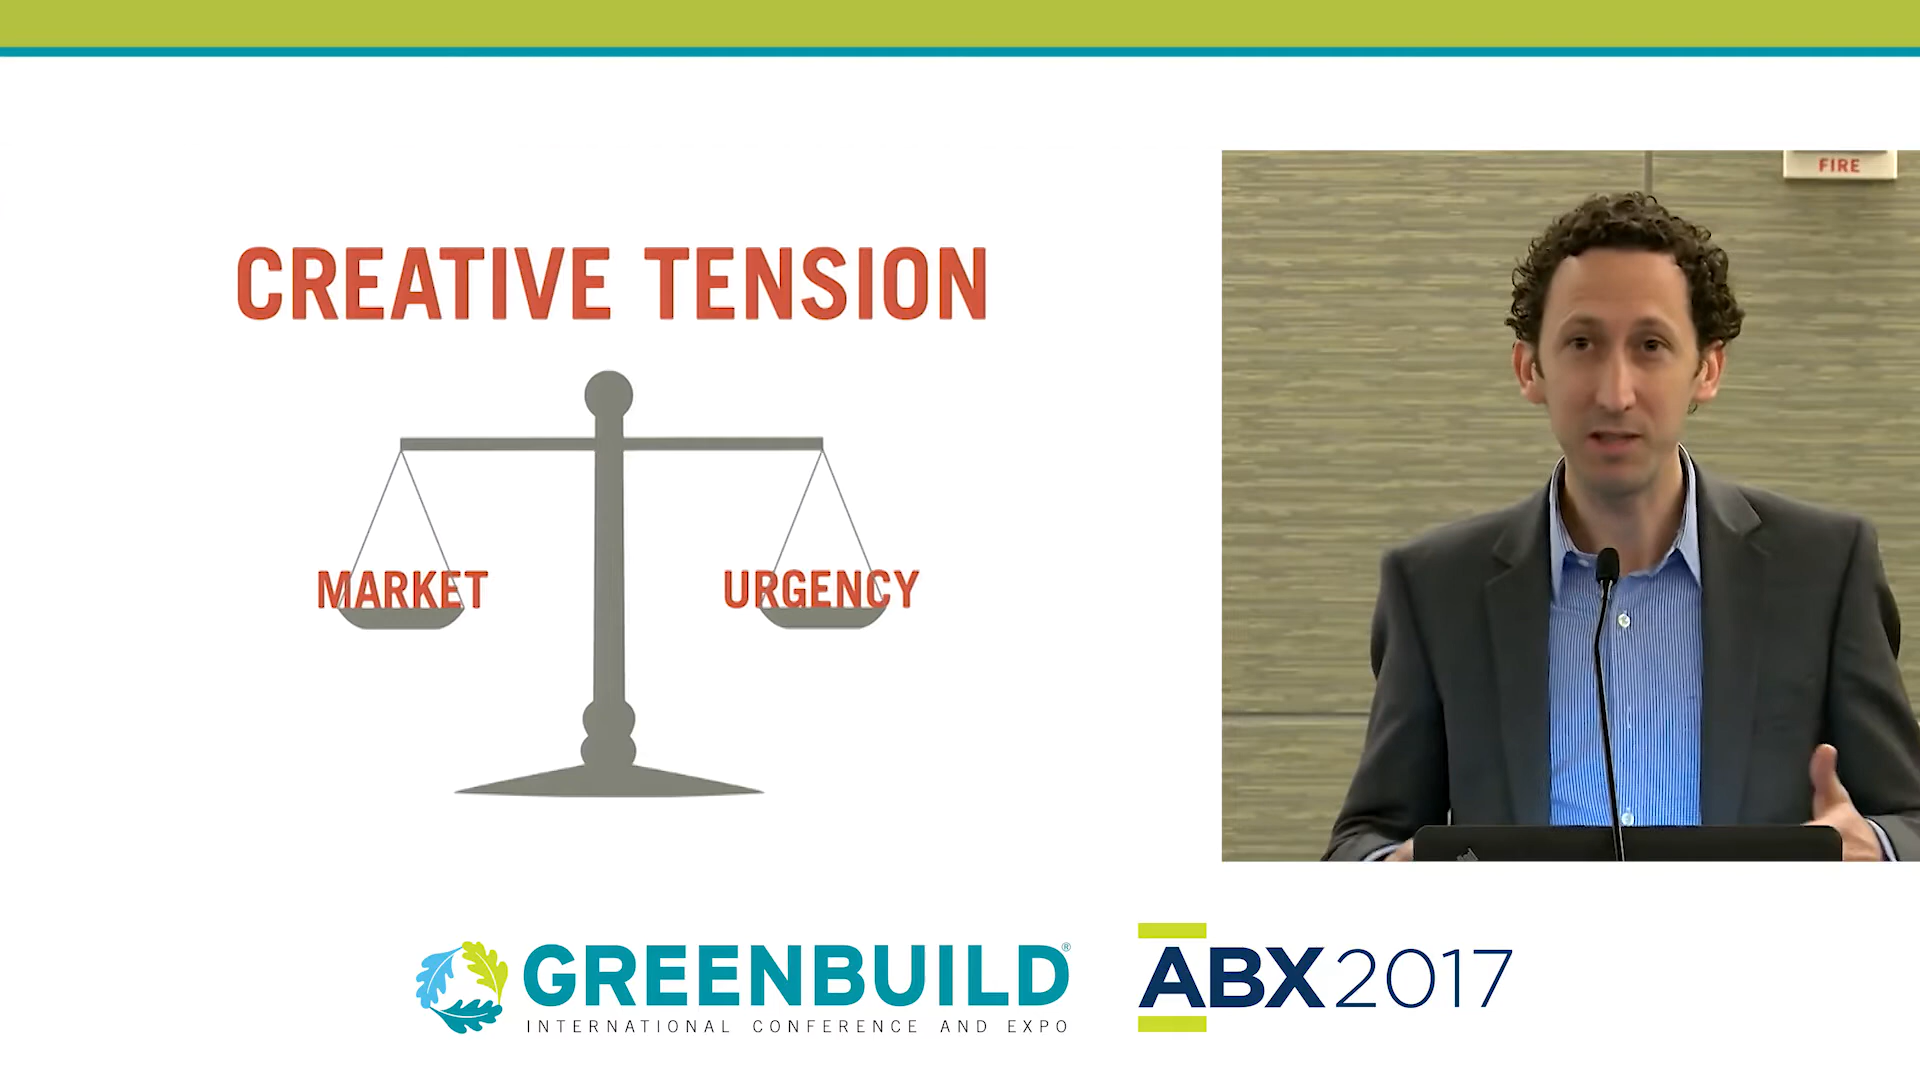 FIRE
CREATIVE TENSION
MARKET
URGENCY
GREENBUILD®
INTERNATIONAL CONFERENCE AND EXPO
ABX2017